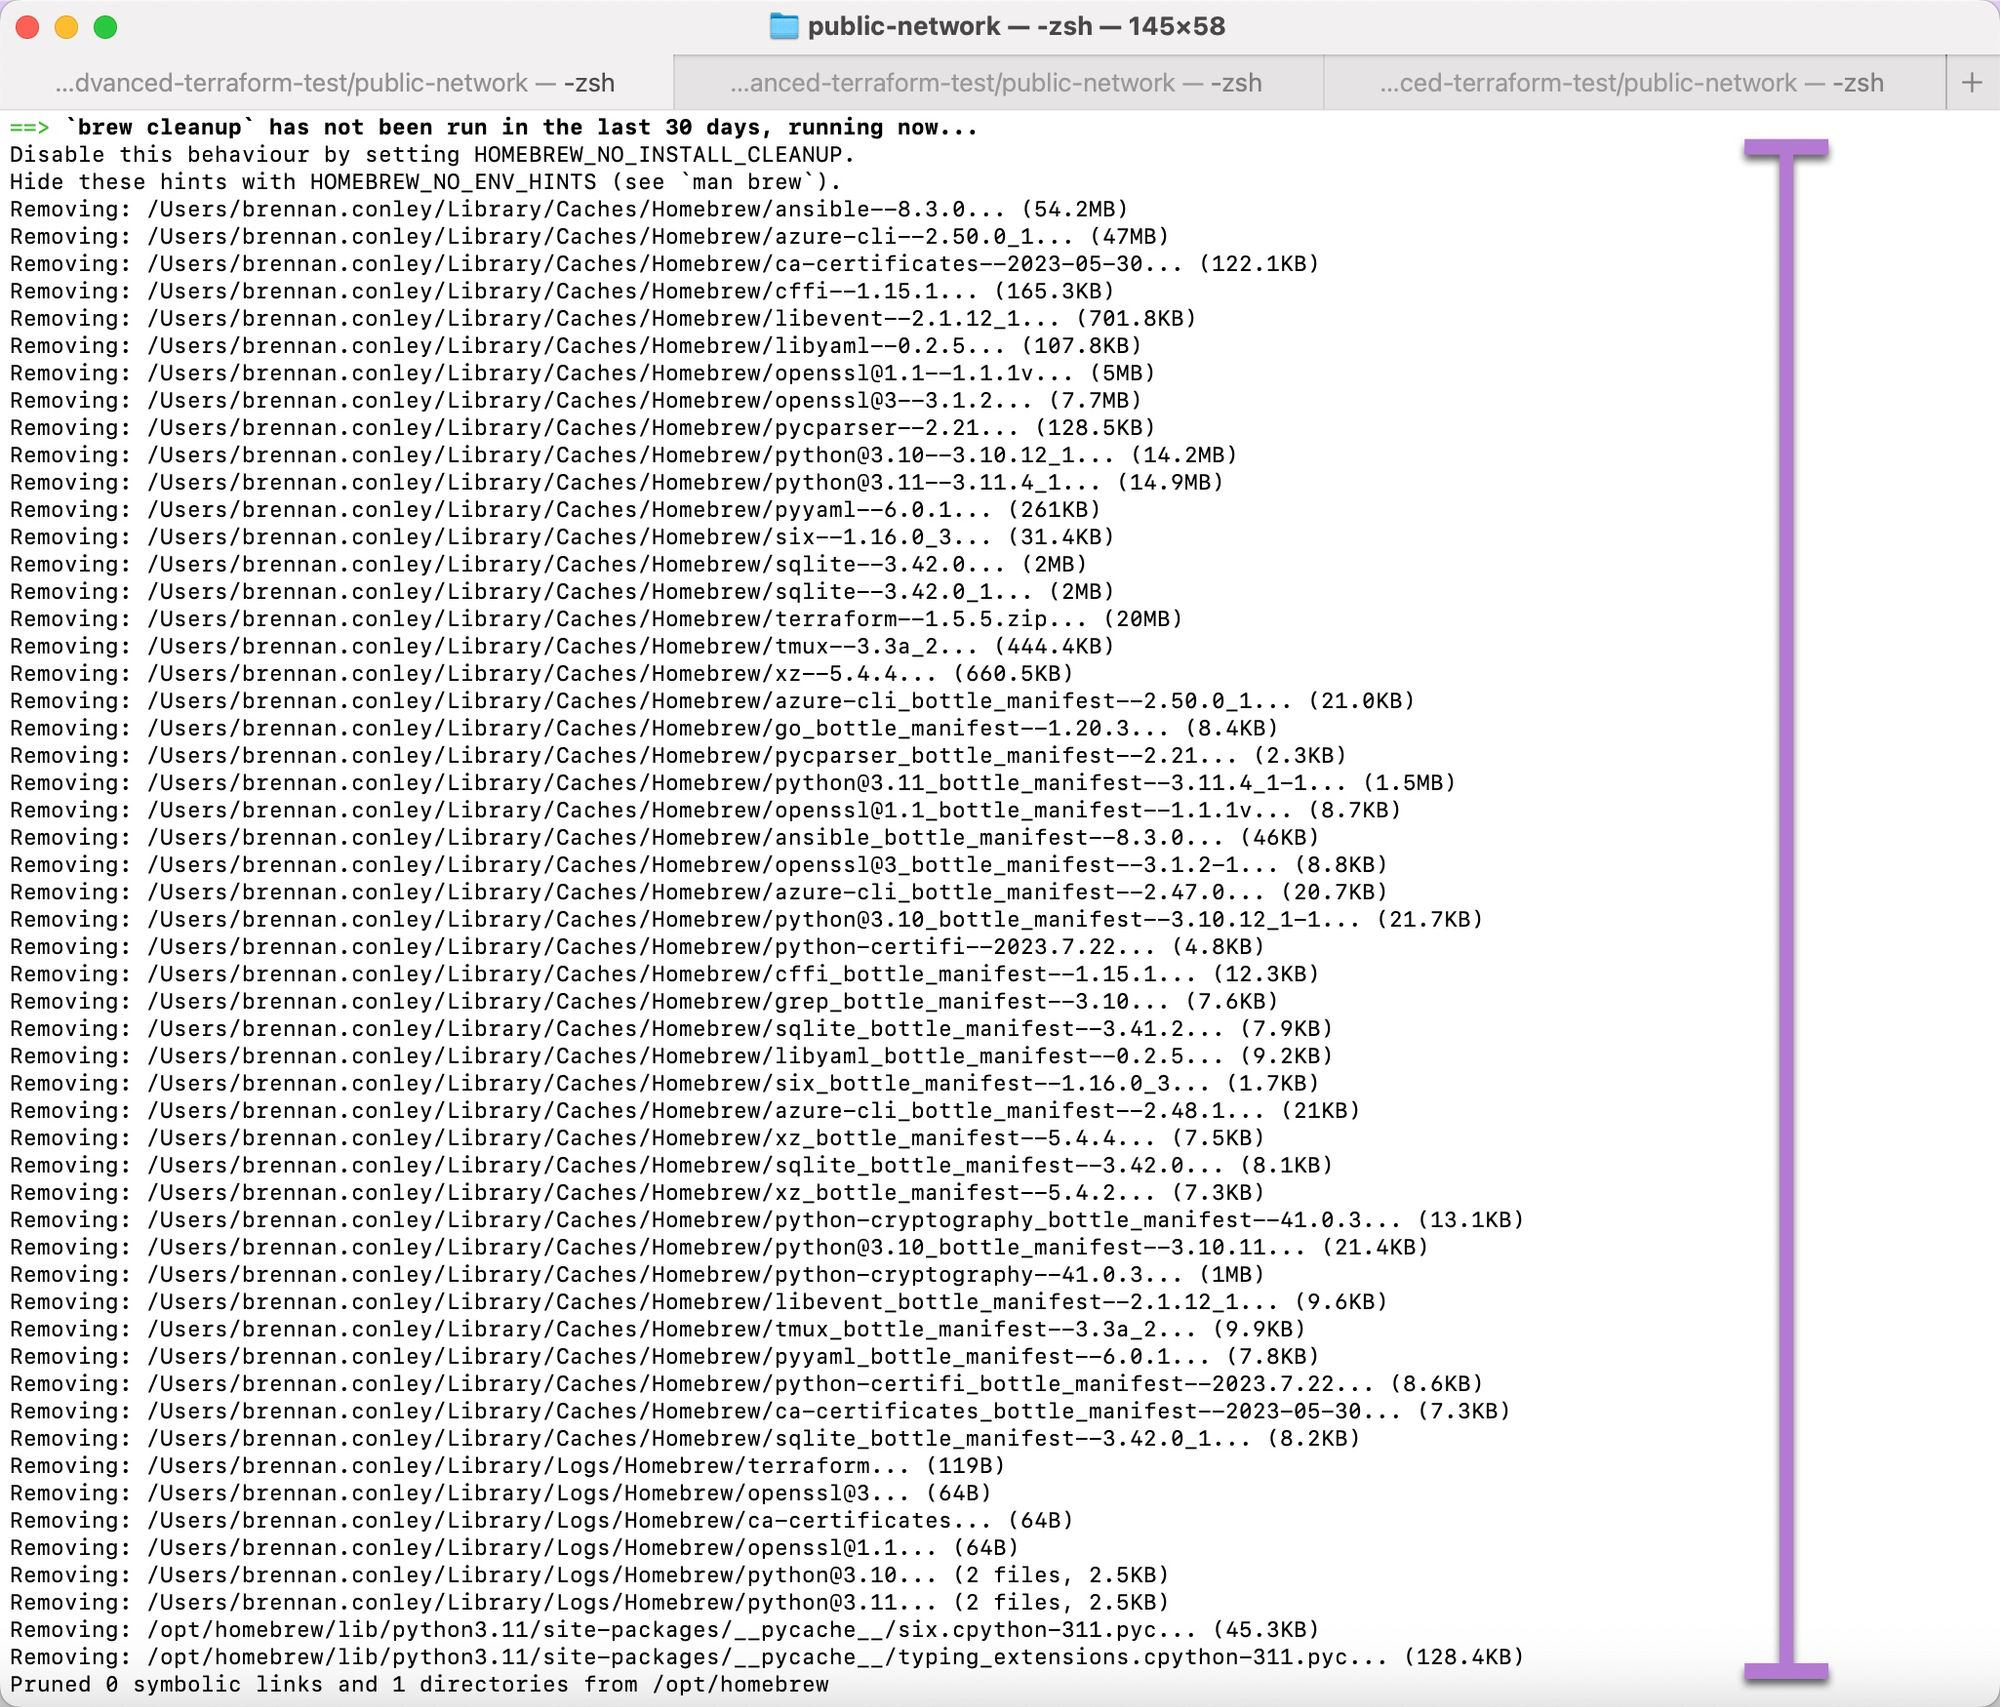 public-network — -zsh — 145×58
...dvanced-terraform-test/public-network — -zsh
...anced-terraform-test/public-network — -zsh
...ced-terraform-test/public-network — -zsh
+
==> `brew cleanup` has not been run in the last 30 days, running now...
Disable this behaviour by setting HOMEBREW_NO_INSTALL_CLEANUP.
Hide these hints with HOMEBREW_NO_ENV_HINTS (see `man brew`).
Removing: /Users/brennan.conley/Library/Caches/Homebrew/ansible--8.3.0... (54.2MB)
Removing: /Users/brennan.conley/Library/Caches/Homebrew/azure-cli--2.50.0_1... (47MB)
Removing: /Users/brennan.conley/Library/Caches/Homebrew/ca-certificates--2023-05-30... (122.1KB)
Removing: /Users/brennan.conley/Library/Caches/Homebrew/cffi--1.15.1... (165.3KB)
Removing: /Users/brennan.conley/Library/Caches/Homebrew/libevent--2.1.12_1... (701.8KB)
Removing: /Users/brennan.conley/Library/Caches/Homebrew/libyaml--0.2.5... (107.8KB)
Removing: /Users/brennan.conley/Library/Caches/Homebrew/openssl@1.1--1.1.1v... (5MB)
Removing: /Users/brennan.conley/Library/Caches/Homebrew/openssl@3--3.1.2... (7.7MB)
Removing: /Users/brennan.conley/Library/Caches/Homebrew/pycparser--2.21... (128.5KB)
Removing: /Users/brennan.conley/Library/Caches/Homebrew/python@3.10--3.10.12_1... (14.2MB)
Removing: /Users/brennan.conley/Library/Caches/Homebrew/python@3.11--3.11.4_1... (14.9MB)
Removing: /Users/brennan.conley/Library/Caches/Homebrew/pyyaml--6.0.1... (261KB)
Removing: /Users/brennan.conley/Library/Caches/Homebrew/six--1.16.0_3... (31.4KB)
Removing: /Users/brennan.conley/Library/Caches/Homebrew/sqlite--3.42.0... (2MB)
Removing: /Users/brennan.conley/Library/Caches/Homebrew/sqlite--3.42.0_1... (2MB)
Removing: /Users/brennan.conley/Library/Caches/Homebrew/terraform--1.5.5.zip... (20MB)
Removing: /Users/brennan.conley/Library/Caches/Homebrew/tmux--3.3a_2... (444.4KB)
Removing: /Users/brennan.conley/Library/Caches/Homebrew/xz--5.4.4... (660.5KB)
Removing: /Users/brennan.conley/Library/Caches/Homebrew/azure-cli_bottle_manifest--2.50.0_1... (21.0KB)
Removing: /Users/brennan.conley/Library/Caches/Homebrew/go_bottle_manifest--1.20.3... (8.4KB)
Removing: /Users/brennan.conley/Library/Caches/Homebrew/pycparser_bottle_manifest--2.21... (2.3KB)
Removing: /Users/brennan.conley/Library/Caches/Homebrew/python@3.11_bottle_manifest--3.11.4_1-1... (1.5MB)
Removing: /Users/brennan.conley/Library/Caches/Homebrew/openssl@1.1_bottle_manifest--1.1.1v... (8.7KB)
Removing: /Users/brennan.conley/Library/Caches/Homebrew/ansible_bottle_manifest--8.3.0... (46KB)
Removing: /Users/brennan.conley/Library/Caches/Homebrew/openssl@3_bottle_manifest--3.1.2-1... (8.8KB)
Removing: /Users/brennan.conley/Library/Caches/Homebrew/azure-cli_bottle_manifest--2.47.0... (20.7KB)
Removing: /Users/brennan.conley/Library/Caches/Homebrew/python@3.10_bottle_manifest--3.10.12_1-1... (21.7KB)
Removing: /Users/brennan.conley/Library/Caches/Homebrew/python-certifi--2023.7.22... (4.8KB)
Removing: /Users/brennan.conley/Library/Caches/Homebrew/cffi_bottle_manifest--1.15.1... (12.3KB)
Removing: /Users/brennan.conley/Library/Caches/Homebrew/grep_bottle_manifest--3.10... (7.6KB)
Removing: /Users/brennan.conley/Library/Caches/Homebrew/sqlite_bottle_manifest--3.41.2... (7.9KB)
Removing: /Users/brennan.conley/Library/Caches/Homebrew/libyaml_bottle_manifest--0.2.5... (9.2KB)
Removing: /Users/brennan.conley/Library/Caches/Homebrew/six_bottle_manifest--1.16.0_3... (1.7KB)
Removing: /Users/brennan.conley/Library/Caches/Homebrew/azure-cli_bottle_manifest--2.48.1... (21KB)
Removing: /Users/brennan.conley/Library/Caches/Homebrew/xz_bottle_manifest--5.4.4... (7.5KB)
Removing: /Users/brennan.conley/Library/Caches/Homebrew/sqlite_bottle_manifest--3.42.0... (8.1KB)
Removing: /Users/brennan.conley/Library/Caches/Homebrew/xz_bottle_manifest--5.4.2... (7.3KB)
Removing: /Users/brennan.conley/Library/Caches/Homebrew/python-cryptography_bottle_manifest--41.0.3... (13.1KB)
Removing: /Users/brennan.conley/Library/Caches/Homebrew/python@3.10_bottle_manifest--3.10.11... (21.4KB)
Removing: /Users/brennan.conley/Library/Caches/Homebrew/python-cryptography--41.0.3... (1MB)
Removing: /Users/brennan.conley/Library/Caches/Homebrew/libevent_bottle_manifest--2.1.12_1... (9.6KB)
Removing: /Users/brennan.conley/Library/Caches/Homebrew/tmux_bottle_manifest--3.3a_2... (9.9KB)
Removing: /Users/brennan.conley/Library/Caches/Homebrew/pyyaml_bottle_manifest--6.0.1... (7.8KB)
Removing: /Users/brennan.conley/Library/Caches/Homebrew/python-certifi_bottle_manifest--2023.7.22... (8.6KB)
Removing: /Users/brennan.conley/Library/Caches/Homebrew/ca-certificates_bottle_manifest--2023-05-30... (7.3KB)
Removing: /Users/brennan.conley/Library/Caches/Homebrew/sqlite_bottle_manifest--3.42.0_1... (8.2KB)
Removing: /Users/brennan.conley/Library/Logs/Homebrew/terraform... (119B)
Removing: /Users/brennan.conley/Library/Logs/Homebrew/openssl@3... (64B)
Removing: /Users/brennan.conley/Library/Logs/Homebrew/ca-certificates... (64B)
Removing: /Users/brennan.conley/Library/Logs/Homebrew/openssl@1.1... (64B)
Removing: /Users/brennan.conley/Library/Logs/Homebrew/python@3.10... (2 files, 2.5KB)
Removing: /Users/brennan.conley/Library/Logs/Homebrew/python@3.11... (2 files, 2.5KB)
Removing: /opt/homebrew/lib/python3.11/site-packages/__pycache__/six.cpython-311.pyc... (45.3KB)
Removing: /opt/homebrew/lib/python3.11/site-packages/__pycache__/typing_extensions.cpython-311.pyc... (128.4KB)
Pruned 0 symbolic links and 1 directories from /opt/homebrew